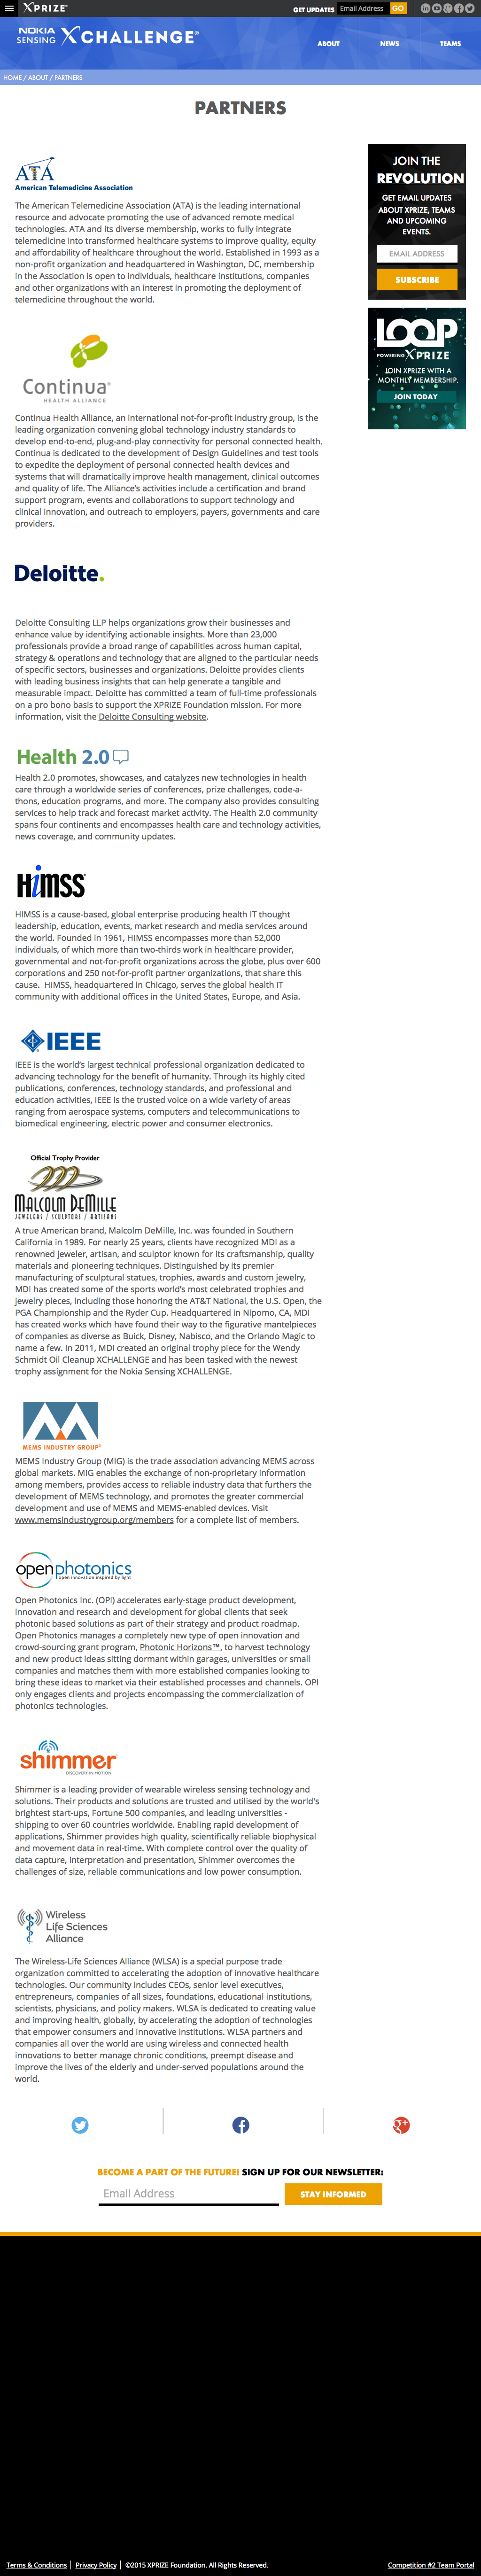 XPRIZE®
GET UPDATES
Email Address
GO
NOKIA
SENSING
XCHALLENGE®
ABOUT
NEWS
TEAMS
HOME / ABOUT / PARTNERS
PARTNERS
ATA
American Telemedicine Association
The American Telemedicine Association (ATA) is the leading international
resource and advocate promoting the use of advanced remote medical
technologies. ATA and its diverse membership, works to fully integrate
telemedicine into transformed healthcare systems to improve quality, equity
and affordability of healthcare throughout the world. Established in 1993 as a
non-profit organization and headquartered in Washington, DC, membership
in the Association is open to individuals, healthcare institutions, companies
and other organizations with an interest in promoting the deployment of
telemedicine throughout the world.
JOIN THE
REVOLUTION
GET EMAIL UPDATES
ABOUT XPRIZE, TEAMS
AND UPCOMING
EVENTS.
EMAIL ADDRESS
SUBSCRIBE
LOOP
POWERING XPRIZE
JOIN XPRIZE WITH A
MONTHLY MEMBERSHIP.
JOIN TODAY
Continua®
HEALTH ALLIANCE
Continua Health Alliance, an international not-for-profit industry group, is the
leading organization convening global technology industry standards to
develop end-to-end, plug-and-play connectivity for personal connected health.
Continua is dedicated to the development of Design Guidelines and test tools
to expedite the deployment of personal connected health devices and
systems that will dramatically improve health management, clinical outcomes
and quality of life. The Alliance's activities include a certification and brand
support program, events and collaborations to support technology and
clinical innovation, and outreach to employers, payers, governments and care
providers.
Deloitte.
Deloitte Consulting LLP helps organizations grow their businesses and
enhance value by identifying actionable insights. More than 23,000
professionals provide a broad range of capabilities across human capital,
strategy & operations and technology that are aligned to the particular needs
of specific sectors, businesses and organizations. Deloitte provides clients
with leading business insights that can help generate a tangible and
measurable impact. Deloitte has committed a team of full-time professionals
on a pro bono basis to support the XPRIZE Foundation mission. For more
information, visit the Deloitte Consulting website.
Health 2.0
Health 2.0 promotes, showcases, and catalyzes new technologies in health
care through a worldwide series of conferences, prize challenges, code-a-
thons, education programs, and more. The company also provides consulting
services to help track and forecast market activity. The Health 2.0 community
spans four continents and encompasses health care and technology activities,
news coverage, and community updates.
HiMSS
HIMSS is a cause-based, global enterprise producing health IT thought
leadership, education, events, market research and media services around
the world. Founded in 1961, HIMSS encompasses more than 52,000
individuals, of which more than two-thirds work in healthcare provider,
governmental and not-for-profit organizations across the globe, plus over 600
corporations and 250 not-for-profit partner organizations, that share this
cause. HIMSS, headquartered in Chicago, serves the global health IT
community with additional offices in the United States, Europe, and Asia.
IEEE
IEEE is the world's largest technical professional organization dedicated to
advancing technology for the benefit of humanity. Through its highly cited
publications, conferences, technology standards, and professional and
education activities, IEEE is the trusted voice on a wide variety of areas
ranging from aerospace systems, computers and telecommunications to
biomedical engineering, electric power and consumer electronics.
Official Trophy Provider
MALCOLM DEMILLE
JEWELERS / SCULPTORS / ARTISANS
A true American brand, Malcolm DeMille, Inc. was founded in Southern
California in 1989. For nearly 25 years, clients have recognized MDI as a
renowned jeweler, artisan, and sculptor known for its craftsmanship, quality
materials and pioneering techniques. Distinguished by its premier
manufacturing of sculptural statues, trophies, awards and custom jewelry,
MDI has created some of the sports world's most celebrated trophies and
jewelry pieces, including those honoring the AT&T National, the U.S. Open, the
PGA Championship and the Ryder Cup. Headquartered in Nipomo, CA, MDI
has created works which have found their way to the figurative mantelpieces
of companies as diverse as Buick, Disney, Nabisco, and the Orlando Magic to
name a few. In 2011, MDI created an original trophy piece for the Wendy
Schmidt Oil Cleanup XCHALLENGE and has been tasked with the newest
trophy assignment for the Nokia Sensing XCHALLENGE.
MEMS INDUSTRY GROUP®
MEMS Industry Group (MIG) is the trade association advancing MEMS across
global markets. MIG enables the exchange of non-proprietary information
among members, provides access to reliable industry data that furthers the
development of MEMS technology, and promotes the greater commercial
development and use of MEMS and MEMS-enabled devices. Visit
www.memsindustrygroup.org/members for a complete list of members.
openphotonics
open innovation inspired by light
Open Photonics Inc. (OPI) accelerates early-stage product development,
innovation and research and development for global clients that seek
photonic based solutions as part of their strategy and product roadmap.
Open Photonics manages a completely new type of open innovation and
crowd-sourcing grant program, Photonic Horizons™, to harvest technology
and new product ideas sitting dormant within garages, universities or small
companies and matches them with more established companies looking to
bring these ideas to market via their established processes and channels. OPI
only engages clients and projects encompassing the commercialization of
photonics technologies.
shimmer
DISCOVERY IN MOTION
Shimmer is a leading provider of wearable wireless sensing technology and
solutions. Their products and solutions are trusted and utilised by the world's
brightest start-ups, Fortune 500 companies, and leading universities -
shipping to over 60 countries worldwide. Enabling rapid development of
applications, Shimmer provides high quality, scientifically reliable biophysical
and movement data in real-time. With complete control over the quality of
data capture, interpretation and presentation, Shimmer overcomes the
challenges of size, reliable communications and low power consumption.
Wireless
Life Sciences
Alliance
The Wireless-Life Sciences Alliance (WLSA) is a special purpose trade
organization committed to accelerating the adoption of innovative healthcare
technologies. Our community includes CEOs, senior level executives,
entrepreneurs, companies of all sizes, foundations, educational institutions,
scientists, physicians, and policy makers. WLSA is dedicated to creating value
and improving health, globally, by accelerating the adoption of technologies
that empower consumers and innovative institutions. WLSA partners and
companies all over the world are using wireless and connected health
innovations to better manage chronic conditions, preempt disease and
improve the lives of the elderly and under-served populations around the
world.
BECOME A PART OF THE FUTURE! SIGN UP FOR OUR NEWSLETTER:
Email Address
STAY INFORMED
Terms & Conditions
Privacy Policy
©2015 XPRIZE Foundation. All Rights Reserved.
Competition #2 Team Portal